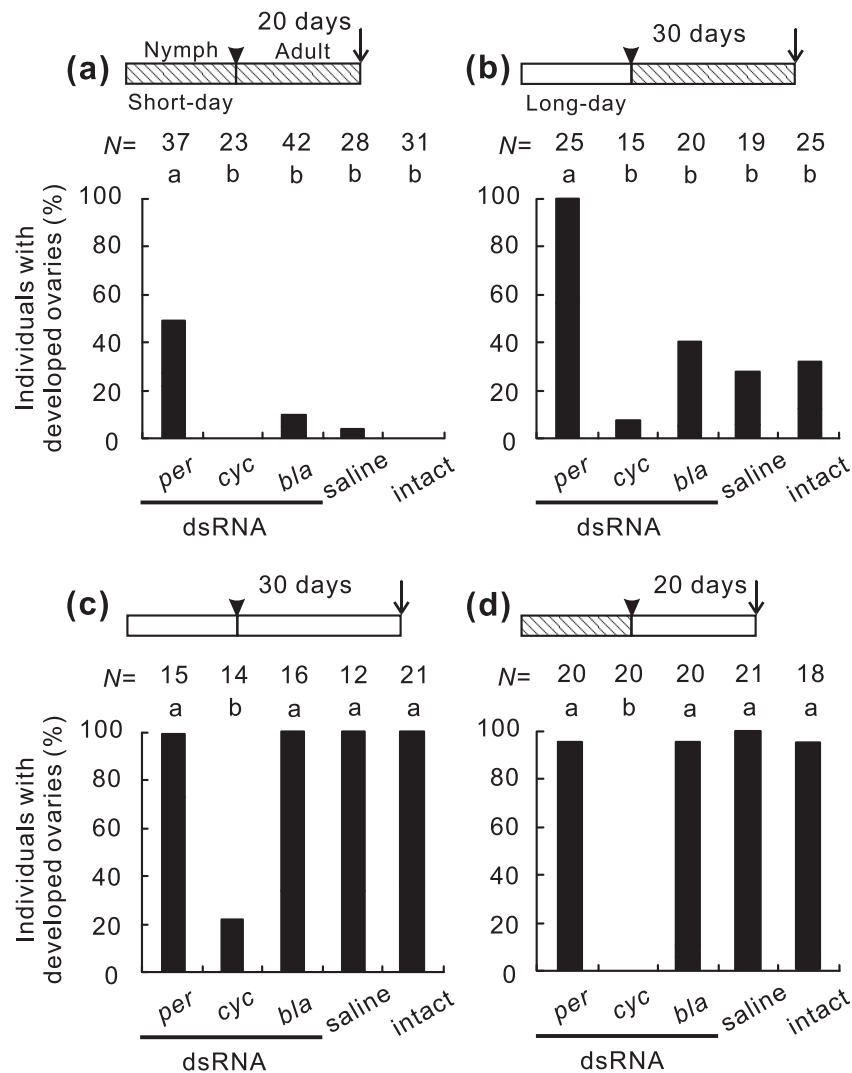 (a)
20 days
Nymph
Adult
Short-day
N= 37 23 42 28 31
a b b b b
Individuals with
developed ovaries (%)
100
80
60
40
20
0
per cyc bla saline intact
dsRNA
(b)
30 days
Long-day
N= 25 15 20 19 25
a b b b b
100
80
60
40
20
0
per cyc bla saline intact
dsRNA
(c)
30 days
N= 15 14 16 12 21
a b a a a
Individuals with
developed ovaries (%)
100
80
60
40
20
0
per cyc bla saline intact
dsRNA
(d)
20 days
N= 20 20 20 21 18
a b a a a
100
80
60
40
20
0
per cyc bla saline intact
dsRNA